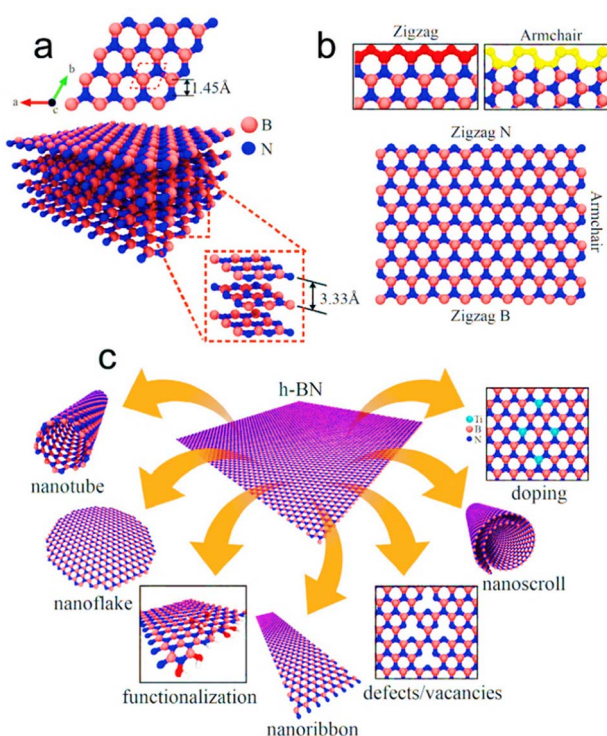 a
b
a
c
1.45Å
B
N
3.33Å
b
Zigzag
Armchair
Zigzag N
Armchair
Zigzag B
c
h-BN
nanotube
nanoflake
functionalization
nanoribbon
defects/vacancies
nanoscroll
Ti
B
N
doping